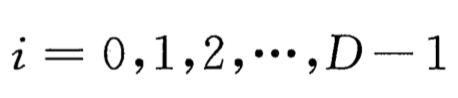 i = 0,1,2,⋯,D−1